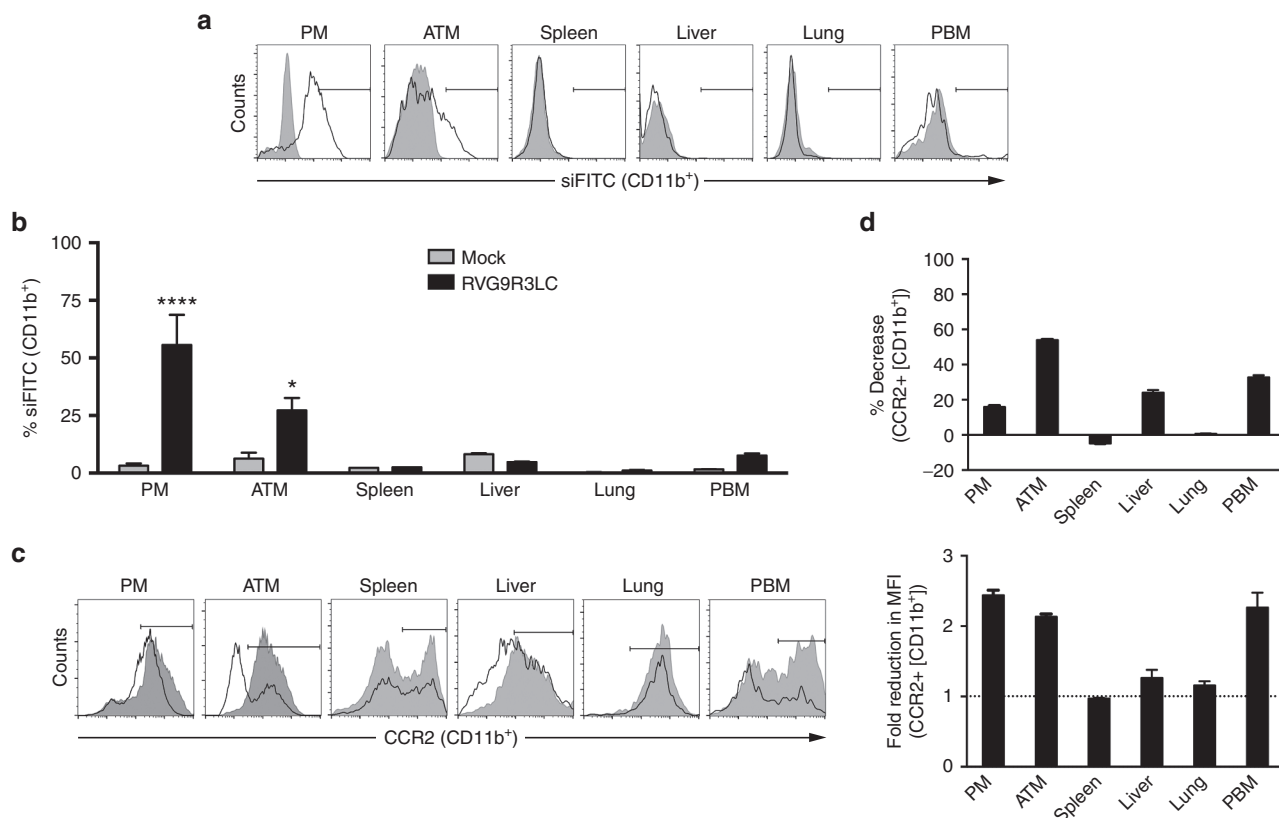 a
PM ATM Spleen Liver Lung PBM
Counts
siFITC (CD11b+)
b
% siFITC (CD11b+)
100
75
50
25
0
Mock
RVG9R3LC
****
*
PM ATM Spleen Liver Lung PBM
c
PM ATM Spleen Liver Lung PBM
Counts
CCR2 (CD11b+)
d
% Decrease
(CCR2+ [CD11b+])
100
80
60
40
20
0
−20
PM ATM Spleen Liver Lung PBM
Fold reduction in MFI
(CCR2+ [CD11b+])
3
2
1
0
PM ATM Spleen Liver Lung PBM